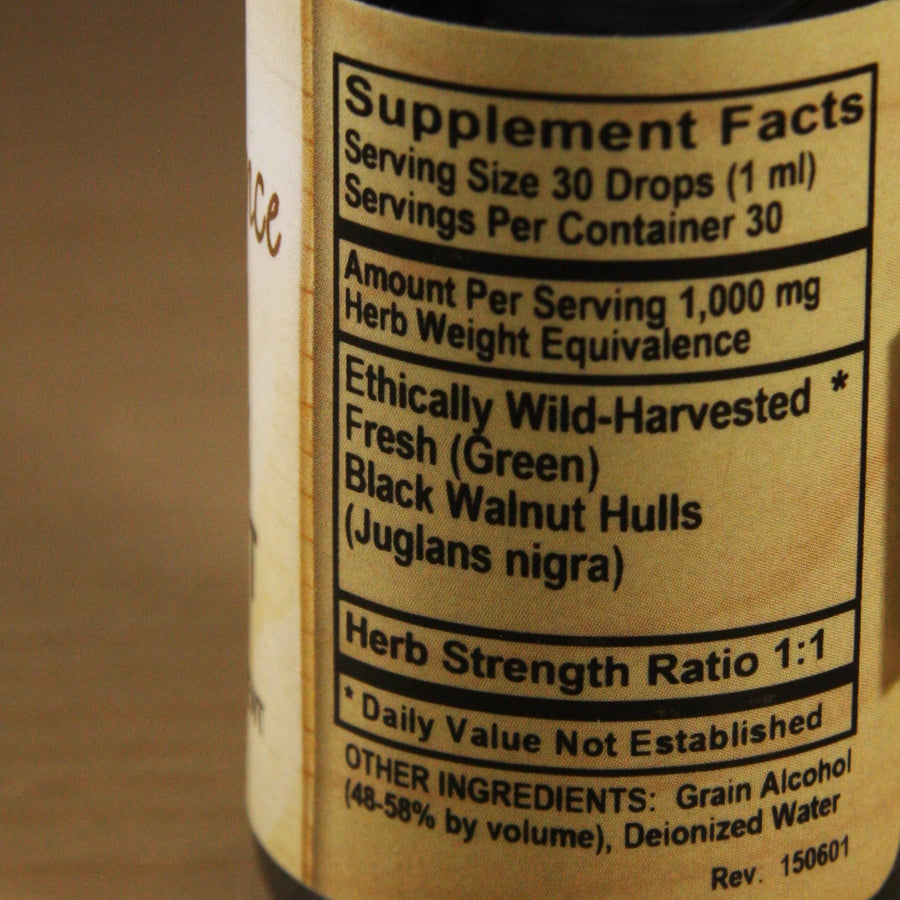 Supplement Facts
Serving Size 30 Drops (1 ml)
Servings Per Container 30
Amount Per Serving 1,000 mg
Herb Weight Equivalence
Ethically Wild-Harvested *
Fresh (Green)
Black Walnut Hulls
(Juglans nigra)
Herb Strength Ratio 1:1
* Daily Value Not Established
OTHER INGREDIENTS: Grain Alcohol
(48-58% by volume), Deionized Water
Rev. 150601